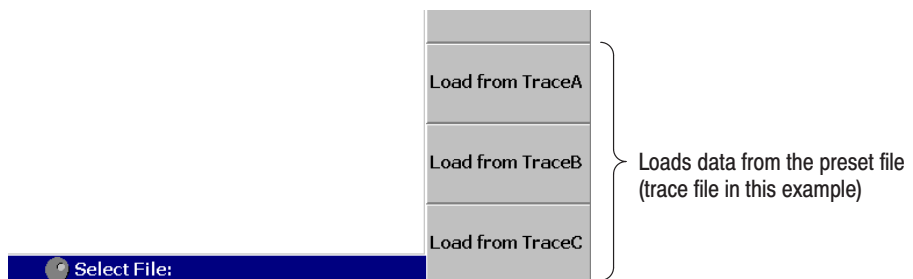 Load from TraceA
Load from TraceB
Load from TraceC
Loads data from the preset file
(trace file in this example)
Select File: